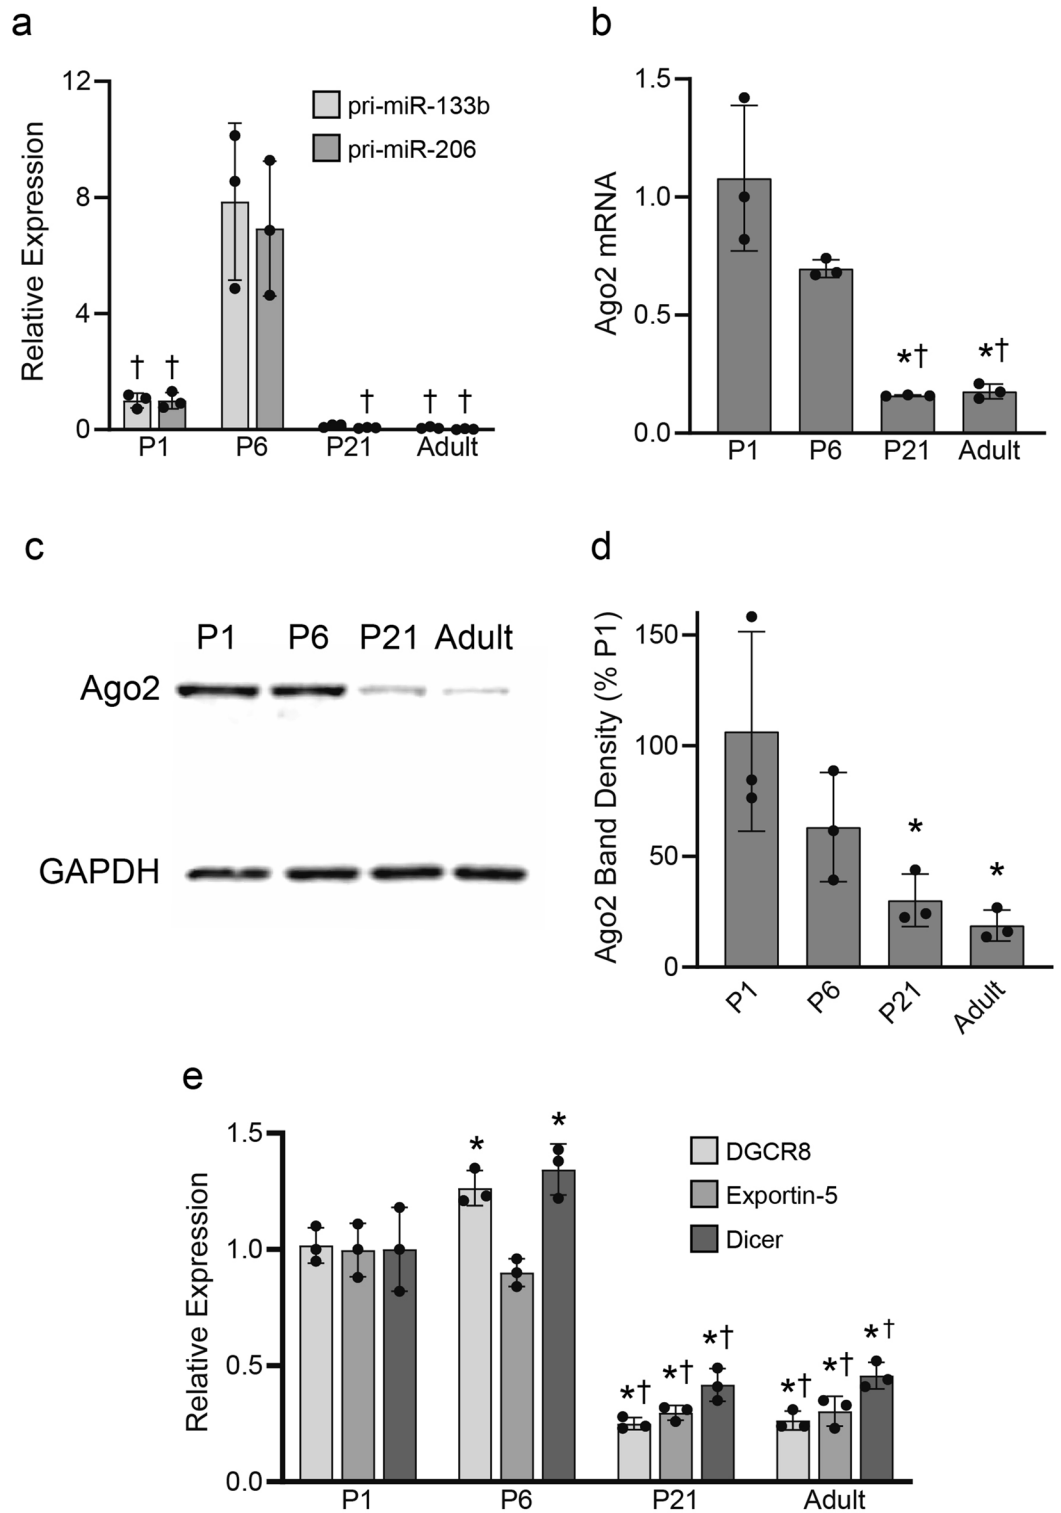 a
Relative Expression
12
8
4
0
pri-miR-133b
pri-miR-206
† † † † †
P1 P6 P21 Adult
b
Ago2 mRNA
1.5
1.0
0.5
0.0
*† *†
P1 P6 P21 Adult
c
P1 P6 P21 Adult
Ago2
GAPDH
d
Ago2 Band Density (% P1)
150
100
50
0
* *
P1 P6 P21 Adult
e
Relative Expression
1.5
1.0
0.5
0.0
DGCR8
Exportin-5
Dicer
* *
*† *† *† *† *† *†
P1 P6 P21 Adult